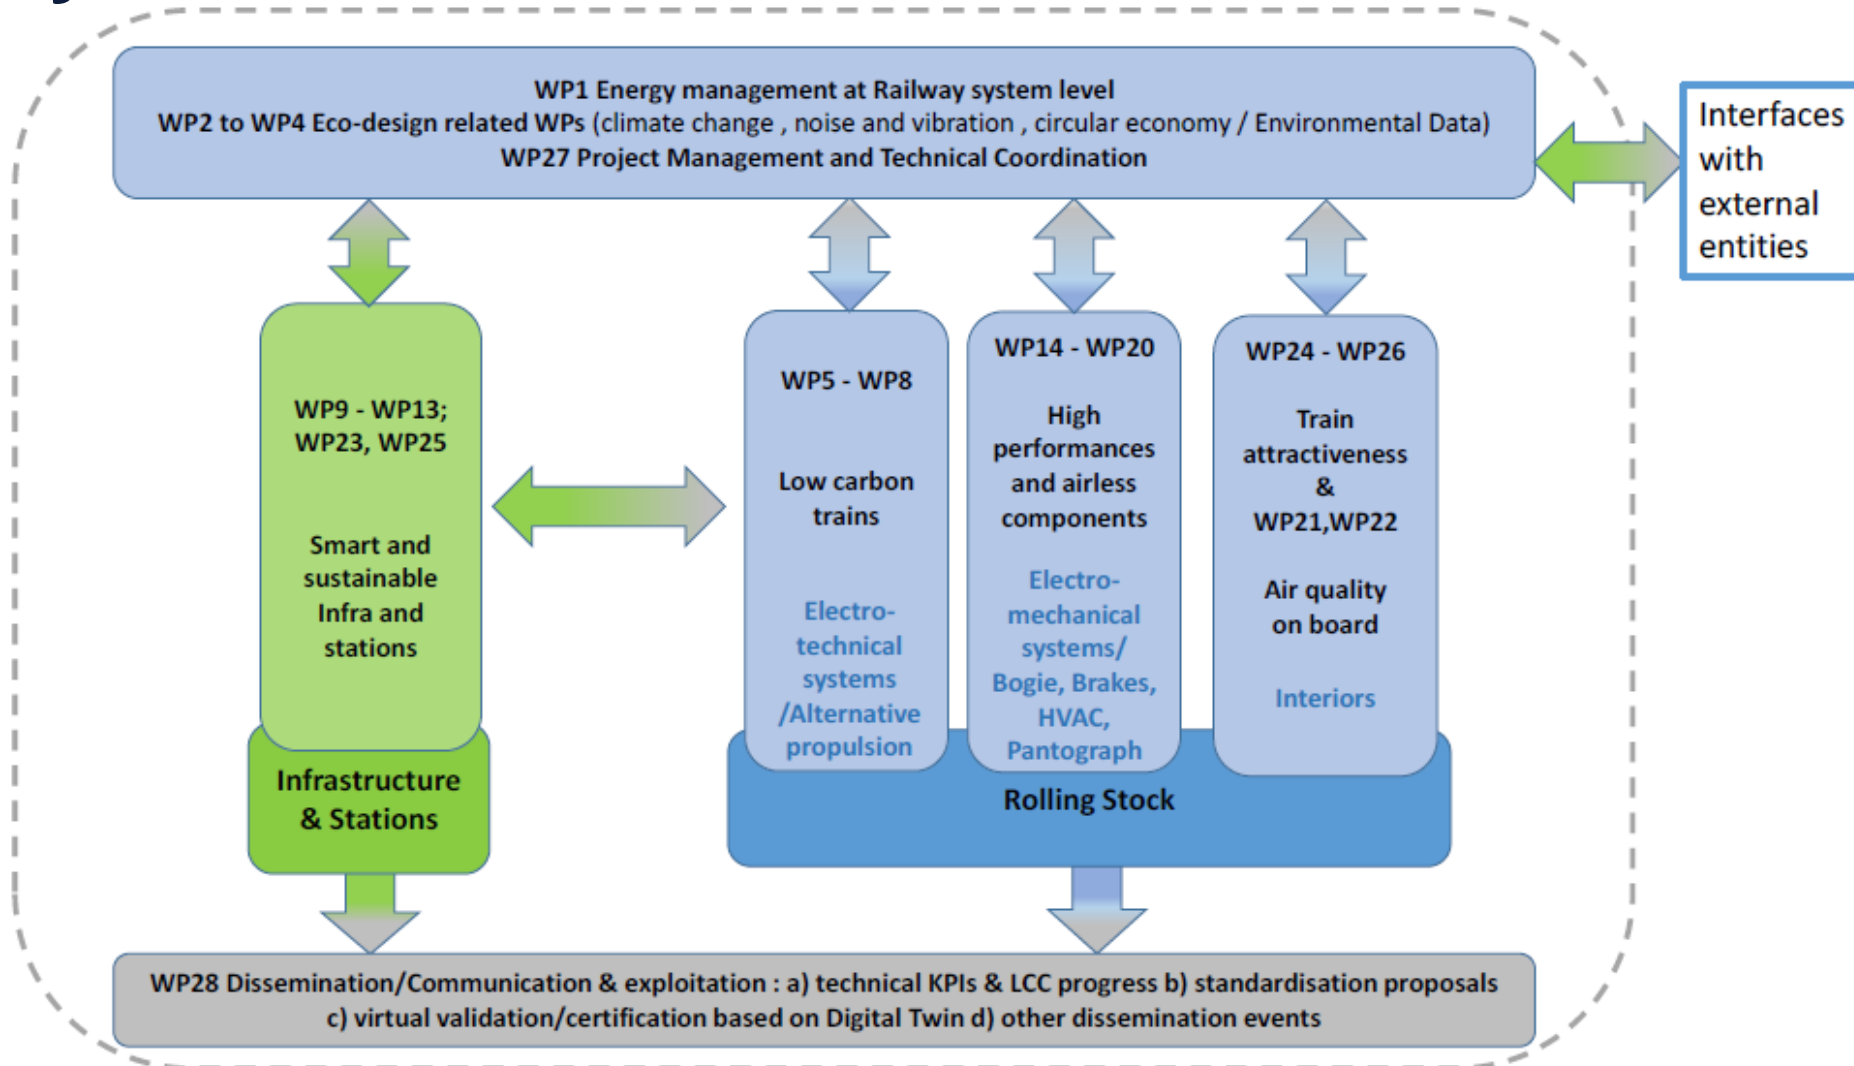 WP1 Energy management at Railway system level
WP2 to WP4 Eco-design related WPs (climate change , noise and vibration , circular economy / Environmental Data)
WP27 Project Management and Technical Coordination
Interfaces
with
external
entities
WP9 - WP13;
WP23, WP25
Smart and
sustainable
Infra and
stations
Infrastructure
& Stations
WP5 - WP8
Low carbon
trains
Electro-
technical
systems
/Alternative
propulsion
WP14 - WP20
High
performances
and airless
components
Electro-
mechanical
systems/
Bogie, Brakes,
HVAC,
Pantograph
WP24 - WP26
Train
attractiveness
&
WP21,WP22
Air quality
on board
Interiors
Rolling Stock
WP28 Dissemination/Communication & exploitation : a) technical KPIs & LCC progress b) standardisation proposals
c) virtual validation/certification based on Digital Twin d) other dissemination events